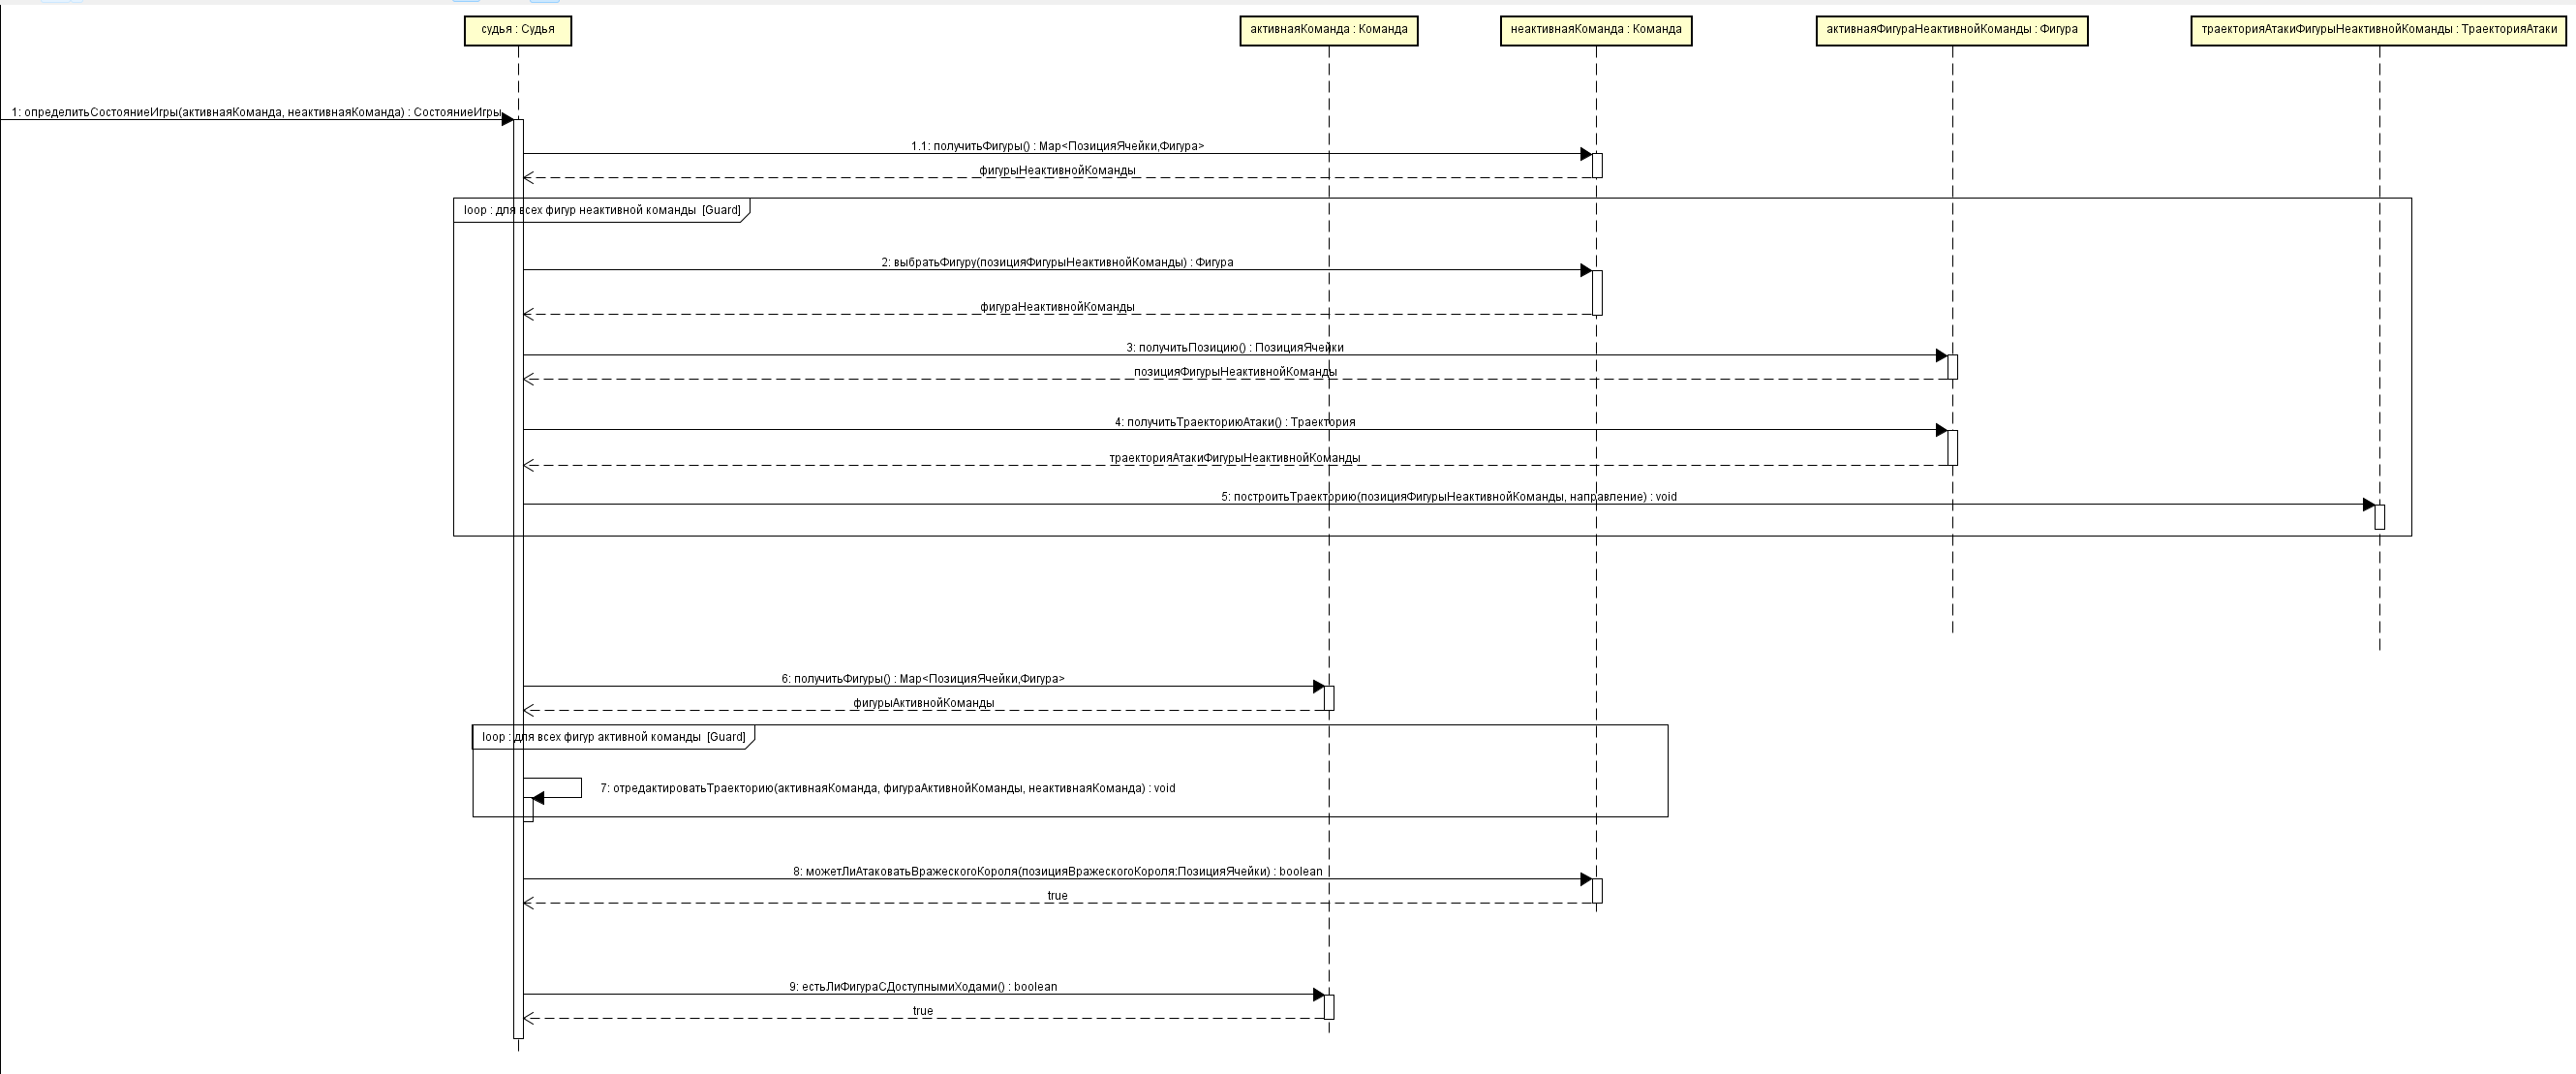 судья : Судья
активнаяКоманда : Команда
неактивнаяКоманда : Команда
активнаяФигураНеактивнойКоманды : Фигура
траекторияАтакиФигурыНеактивнойКоманды : ТраекторияАтаки
1: определитьСостояниеИгры(активнаяКоманда, неактивнаяКоманда) : СостояниеИгры
1.1: получитьФигуры() : Map<ПозицияЯчейки,Фигура>
фигурыНеактивнойКоманды
loop : для всех фигур неактивной команды [Guard]
2: выбратьФигуру(позицияФигурыНеактивнойКоманды) : Фигура
фигураНеактивнойКоманды
3: получитьПозицию() : ПозицияЯчейки
позицияФигурыНеактивнойКоманды
4: получитьТраекториюАтаки() : Траектория
траекторияАтакиФигурыНеактивнойКоманды
5: построитьТраекторию(позицияФигурыНеактивнойКоманды, направление) : void
6: получитьФигуры() : Map<ПозицияЯчейки,Фигура>
фигурыАктивнойКоманды
loop : для всех фигур активной команды [Guard]
7: отредактироватьТраекторию(активнаяКоманда, фигураАктивнойКоманды, неактивнаяКоманда) : void
8: можетЛиАтаковатьВражескогоКороля(позицияВражескогоКороля:ПозицияЯчейки) : boolean
true
9: естьЛиФигураСДоступнымиХодами() : boolean
true